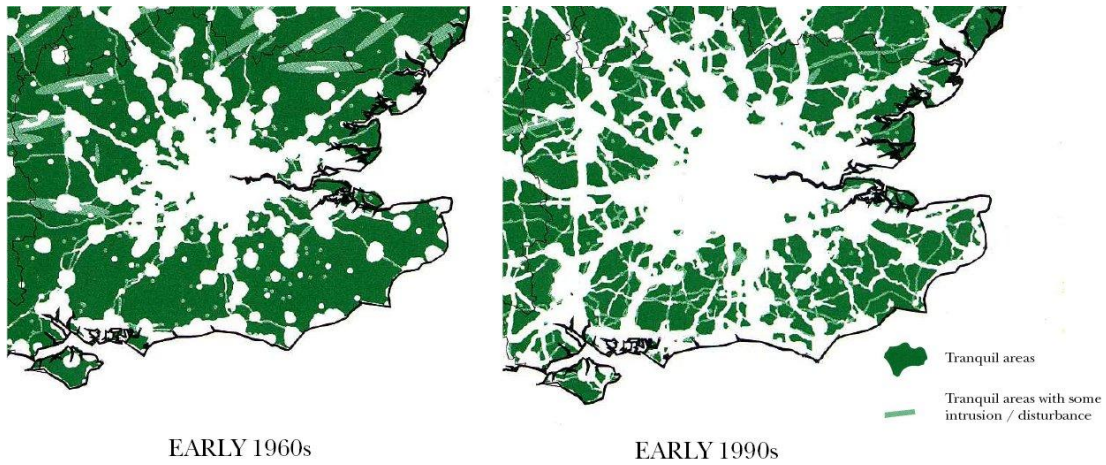 Tranquil areas
Tranquil areas with some
intrusion / disturbance
EARLY 1960s
EARLY 1990s